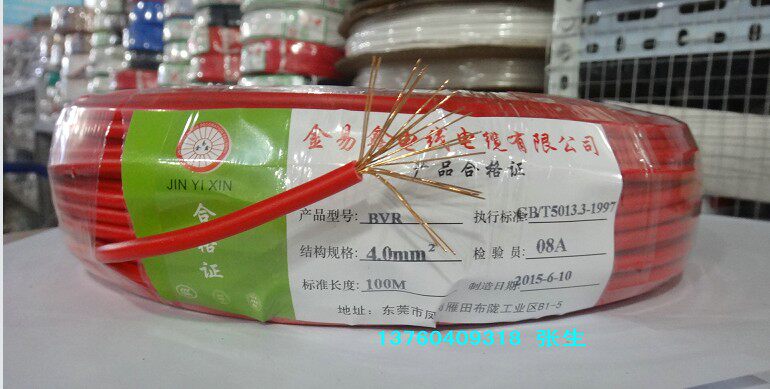 金易鑫电线电缆有限公司
产品合格证
JIN YI XIN
合格证
产品型号: BVR
执行标准: GB/T5013.3-1997
结构规格: 4.0mm²
检验员: 08A
标准长度: 100M
制造日期 2015-6-10
地址: 东莞市凤 雁田布陇工业区B1-5
13760409318 张生